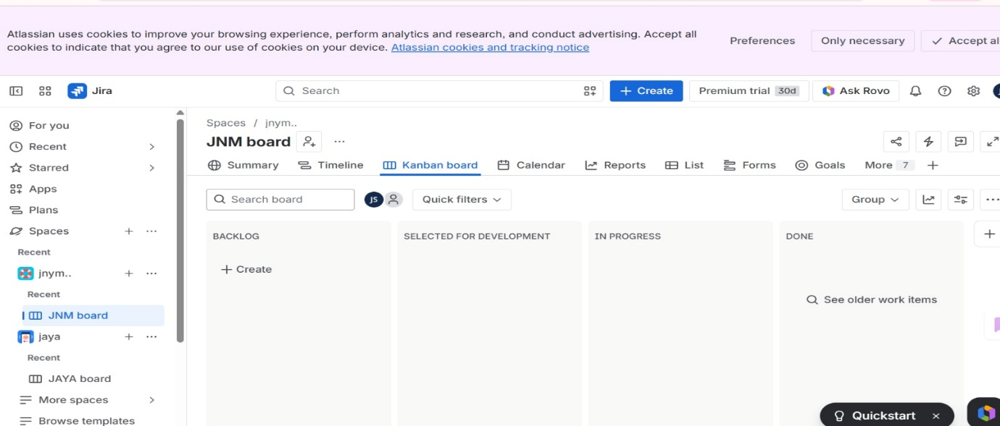 Atlassian uses cookies to improve your browsing experience, perform analytics and research, and conduct advertising. Accept all
cookies to indicate that you agree to our use of cookies on your device. Atlassian cookies and tracking notice
Preferences
Only necessary
Accept al
Jira
Search
Create
Premium trial 30d
Ask Rovo
For you
Recent
Starred
Apps
Plans
Spaces
Recent
jnym..
Recent
JNM board
jaya
Recent
JAYA board
More spaces
Browse templates
Spaces / jnym..
JNM board
Summary
Timeline
Kanban board
Calendar
Reports
List
Forms
Goals
More 7
Search board
JS
Quick filters
Group
BACKLOG
Create
SELECTED FOR DEVELOPMENT
IN PROGRESS
DONE
See older work items
Quickstart